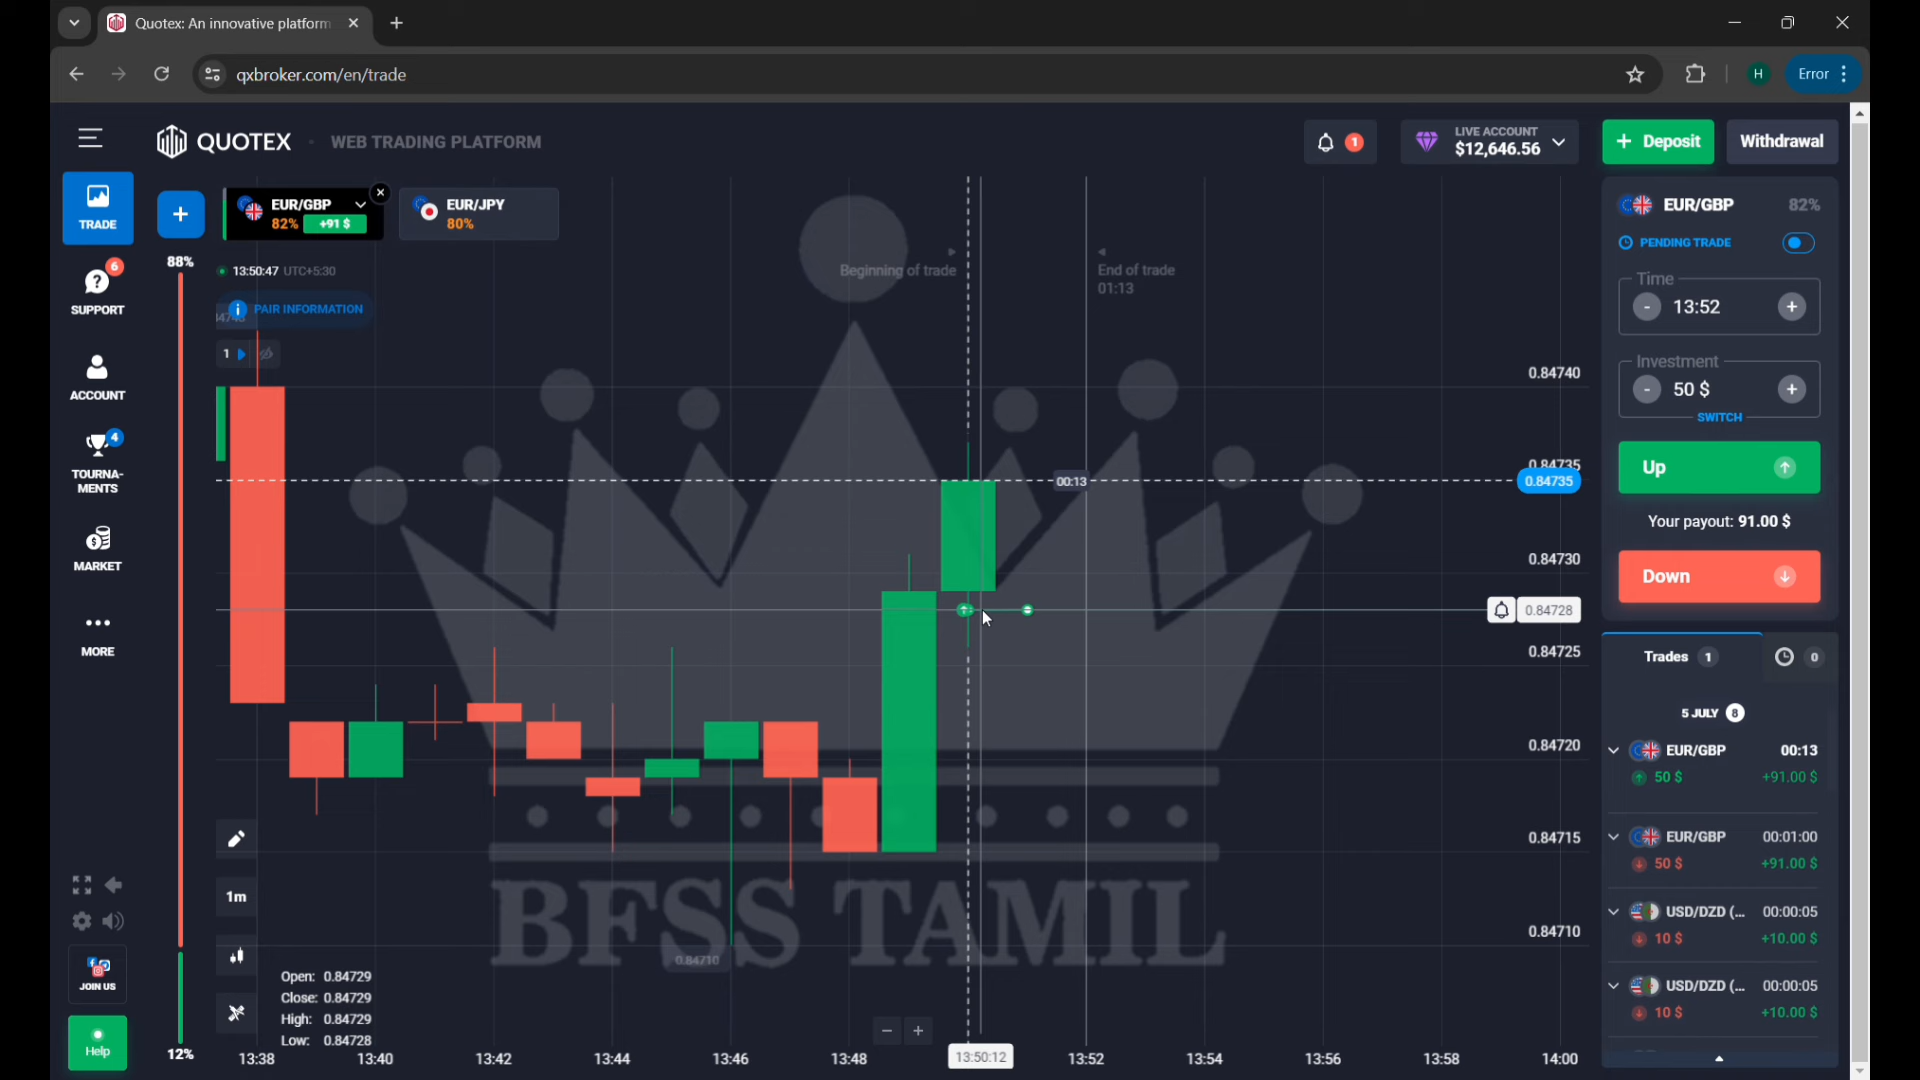 Quotex: An innovative platform
qxbroker.com/en/trade
H
Error
QUOTEX
WEB TRADING PLATFORM
1
LIVE ACCOUNT
$12,646.56
+ Deposit
Withdrawal
TRADE
6
SUPPORT
ACCOUNT
4
TOURNA-
MENTS
MARKET
MORE
JOIN US
Help
+
EUR/GBP
82% +91 $
EUR/JPY
80%
88%
12%
13:50:47 UTC+5:30
PAIR INFORMATION
1
Beginning of trade
End of trade
01:13
00:13
0.84740
0.84735
0.84735
0.84730
0.84728
0.84725
0.84720
0.84715
0.84710
0.84710
BFSS TAMIL
1m
Open: 0.84729
Close: 0.84729
High: 0.84729
Low: 0.84728
- +
13:38 13:40 13:42 13:44 13:46 13:48 13:50:12 13:52 13:54 13:56 13:58 14:00
EUR/GBP 82%
PENDING TRADE
Time
- 13:52 +
Investment
- 50 $ +
SWITCH
Up
Your payout: 91.00 $
Down
Trades 1
0
5 JULY 8
EUR/GBP 00:13
50 $ +91.00 $
EUR/GBP 00:01:00
50 $ +91.00 $
USD/DZD (... 00:00:05
10 $ +10.00 $
USD/DZD (... 00:00:05
10 $ +10.00 $